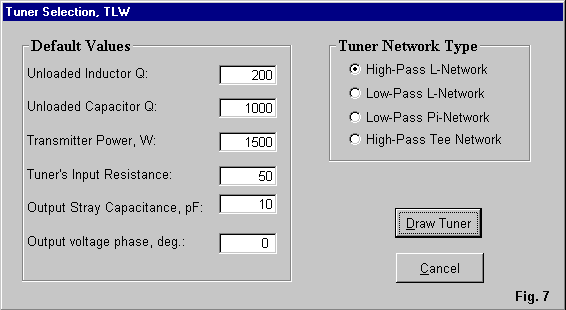 Tuner Selection, TLW
Default Values
Unloaded Inductor Q: 200
Unloaded Capacitor Q: 1000
Transmitter Power, W: 1500
Tuner's Input Resistance: 50
Output Stray Capacitance, pF: 10
Output voltage phase, deg.: 0
Tuner Network Type
High-Pass L-Network
Low-Pass L-Network
Low-Pass Pi-Network
High-Pass Tee Network
Draw Tuner
Cancel
Fig. 7